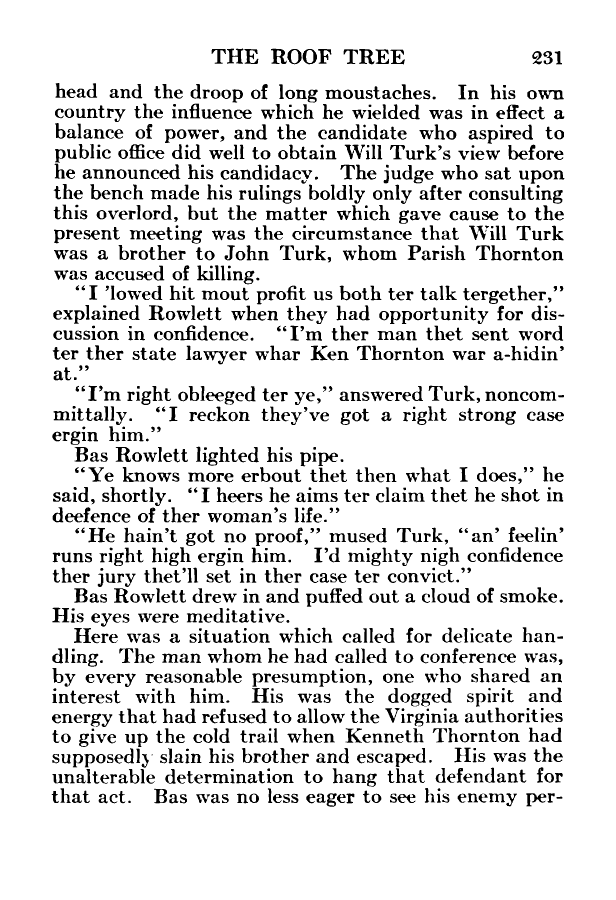 THE ROOF TREE 231
head and the droop of long moustaches. In his own
country the influence which he wielded was in effect a
balance of power, and the candidate who aspired to
public office did well to obtain Will Turk's view before
he announced his candidacy. The judge who sat upon
the bench made his rulings boldly only after consulting
this overlord, but the matter which gave cause to the
present meeting was the circumstance that Will Turk
was a brother to John Turk, whom Parish Thornton
was accused of killing.
"I 'lowed hit mout profit us both ter talk tergether,"
explained Rowlett when they had opportunity for dis-
cussion in confidence. "I'm ther man thet sent word
ter ther state lawyer whar Ken Thornton war a-hidin'
at."
"I'm right obleeged ter ye," answered Turk, noncom-
mittally. "I reckon they've got a right strong case
ergin him."
Bas Rowlett lighted his pipe.
"Ye knows more erbout thet then what I does," he
said, shortly. "I heers he aims ter claim thet he shot in
deefence of ther woman's life."
"He hain't got no proof," mused Turk, "an' feelin'
runs right high ergin him. I'd mighty nigh confidence
ther jury thet'll set in ther case ter convict."
Bas Rowlett drew in and puffed out a cloud of smoke.
His eyes were meditative.
Here was a situation which called for delicate han-
dling. The man whom he had called to conference was,
by every reasonable presumption, one who shared an
interest with him. His was the dogged spirit and
energy that had refused to allow the Virginia authorities
to give up the cold trail when Kenneth Thornton had
supposedly slain his brother and escaped. His was the
unalterable determination to hang that defendant for
that act. Bas was no less eager to see his enemy per-